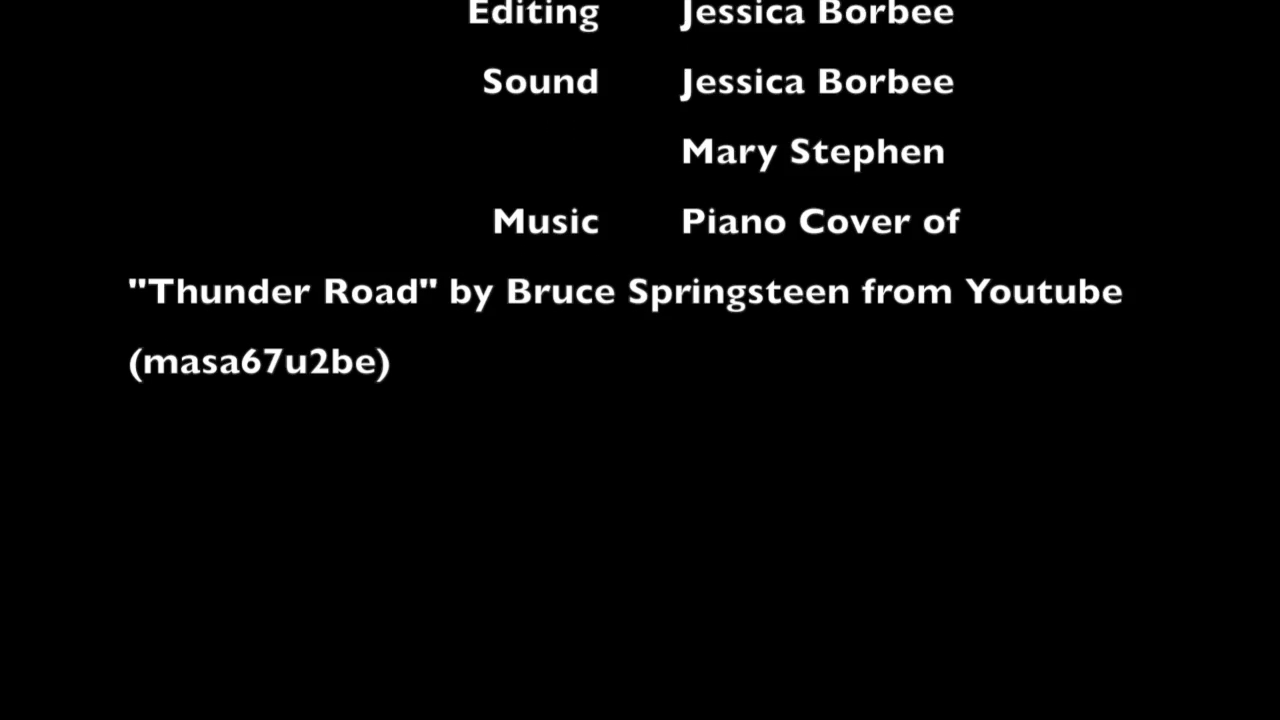 Editing Jessica Borbee
Sound Jessica Borbee
Mary Stephen
Music Piano Cover of
"Thunder Road" by Bruce Springsteen from Youtube
(masa67u2be)